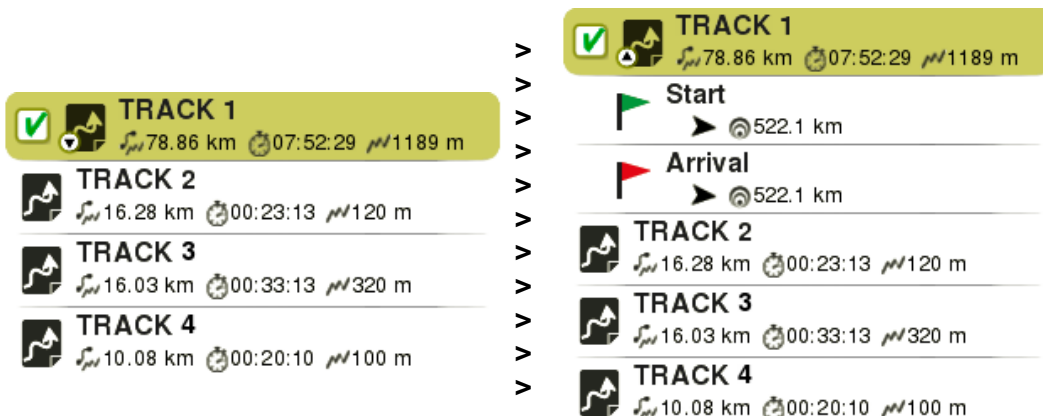 TRACK 1
78.86 km 07:52:29 1189 m
TRACK 2
16.28 km 00:23:13 120 m
TRACK 3
16.03 km 00:33:13 320 m
TRACK 4
10.08 km 00:20:10 100 m
>
>
>
>
>
>
>
>
>
>
>
TRACK 1
78.86 km 07:52:29 1189 m
Start
522.1 km
Arrival
522.1 km
TRACK 2
16.28 km 00:23:13 120 m
TRACK 3
16.03 km 00:33:13 320 m
TRACK 4
10.08 km 00:20:10 100 m